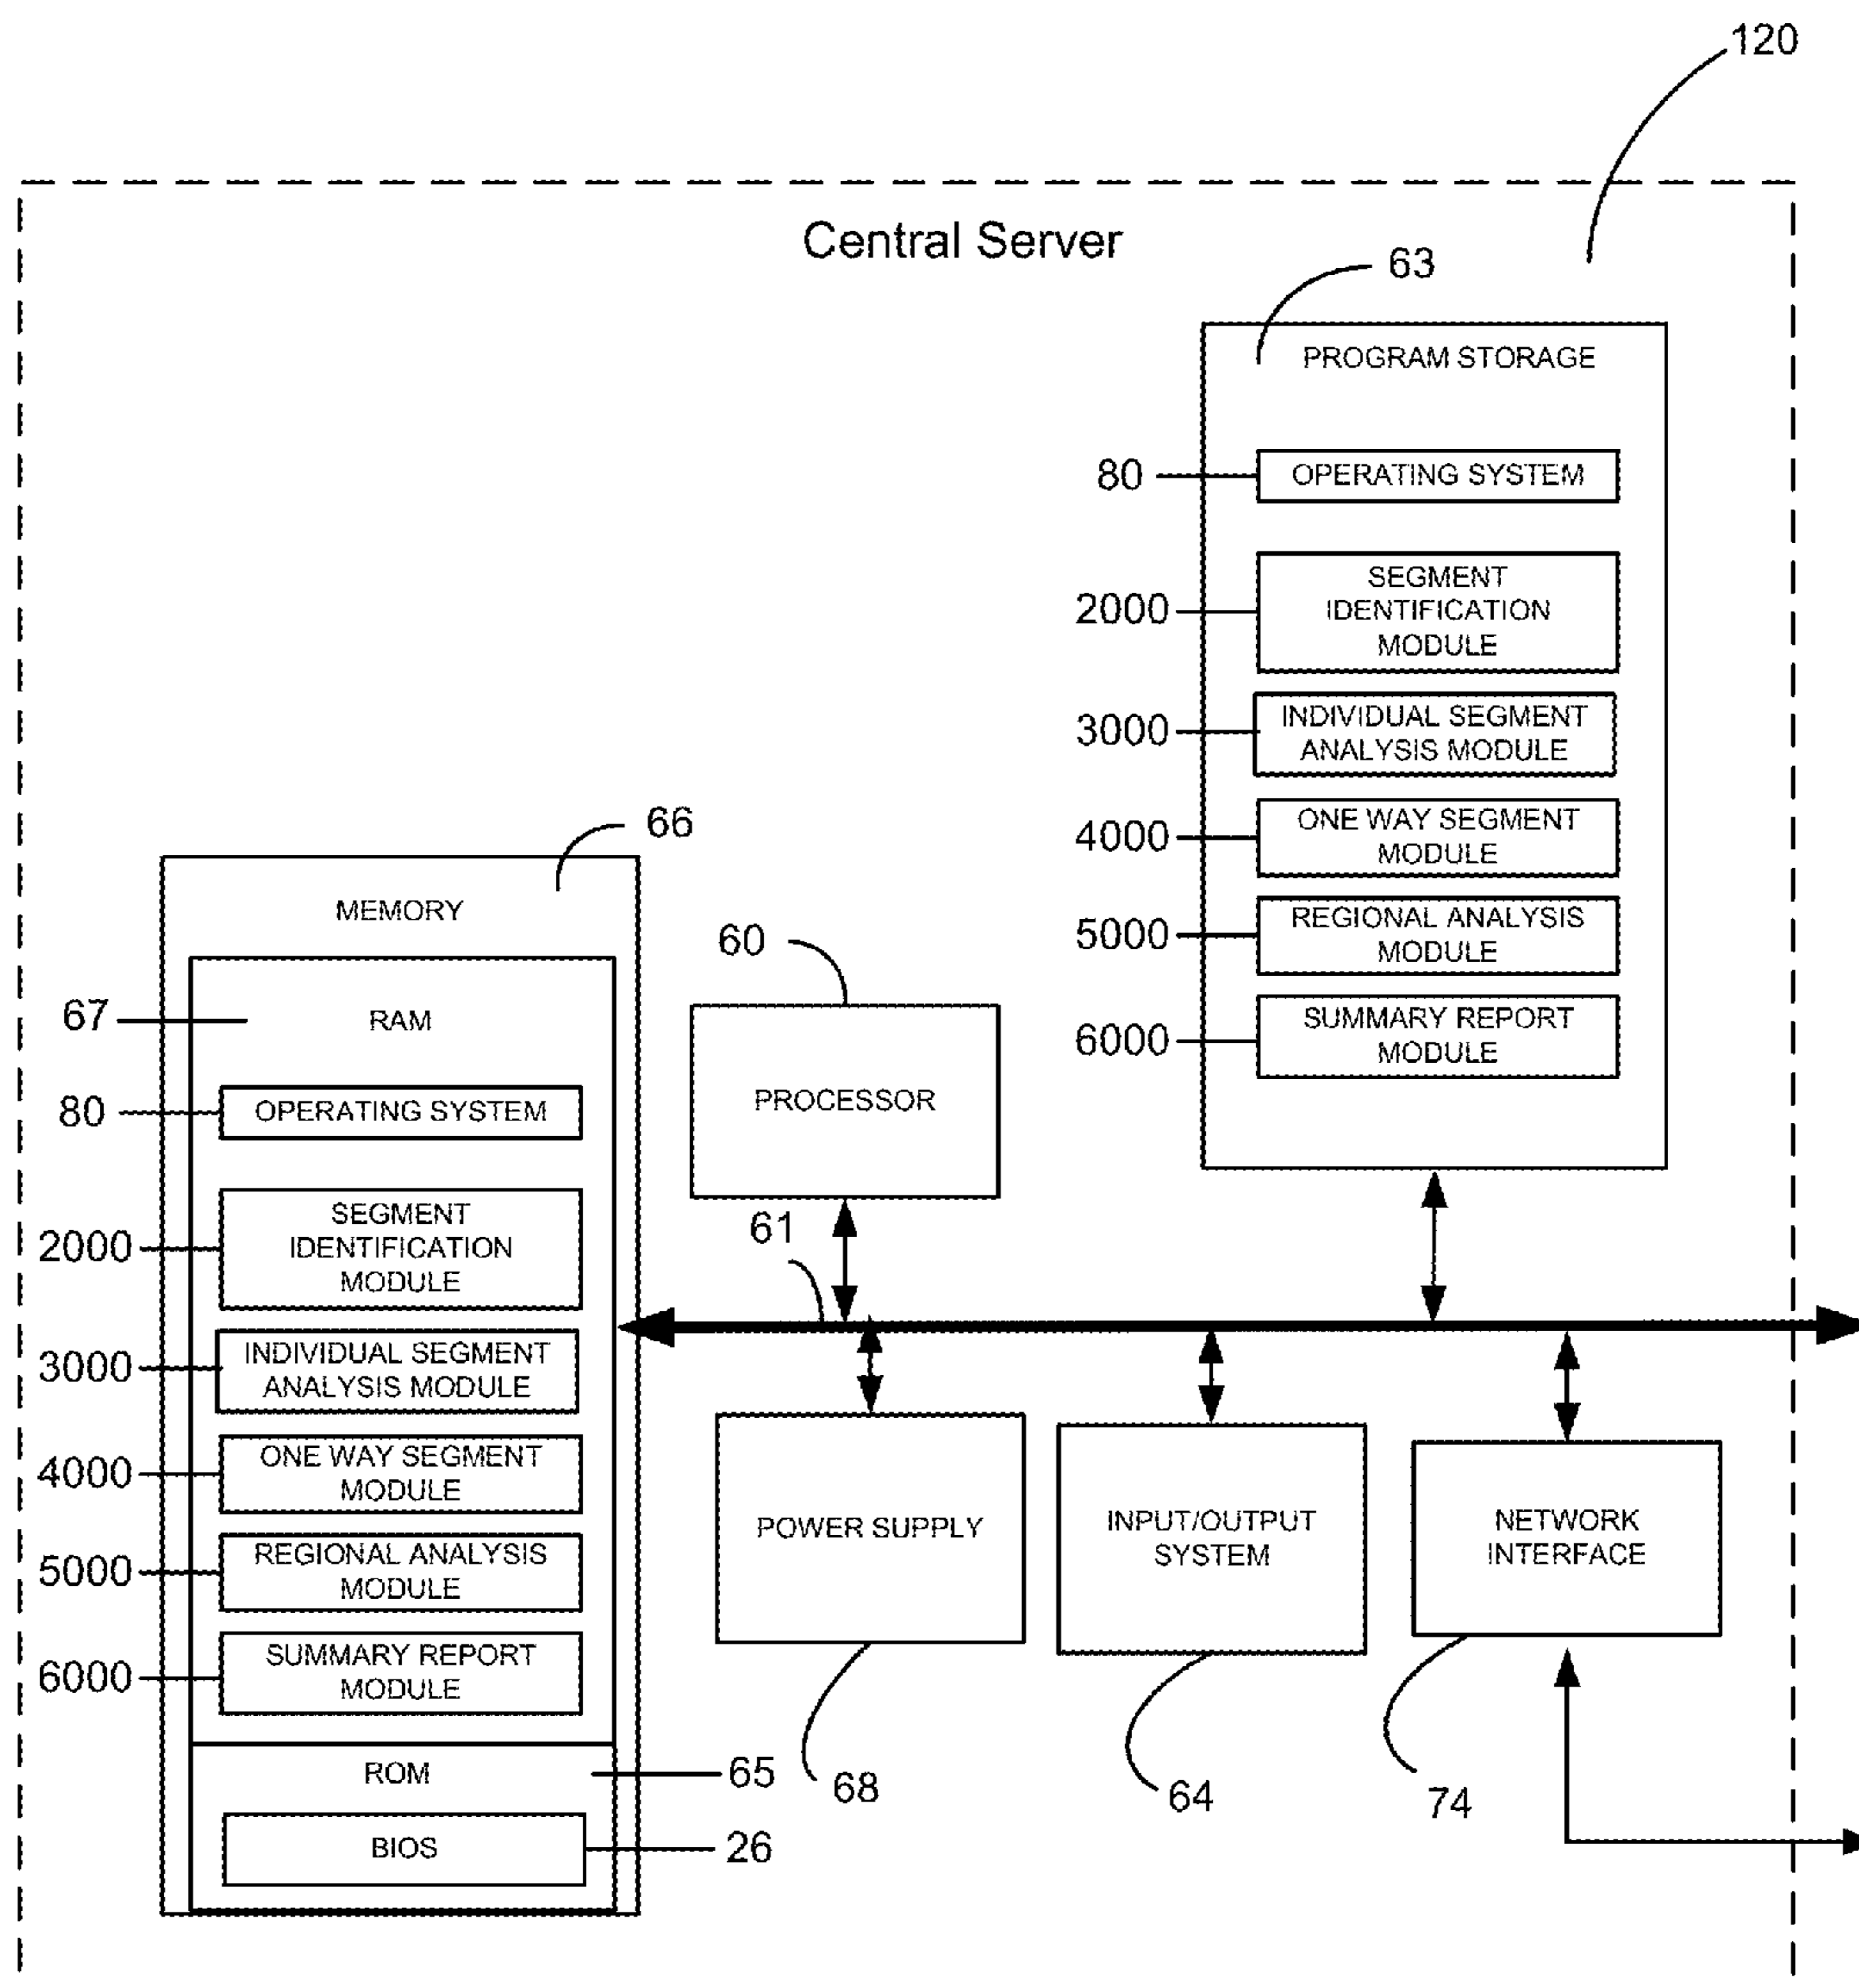 120
Central Server
63
PROGRAM STORAGE
80
OPERATING SYSTEM
2000
SEGMENT
IDENTIFICATION
MODULE
3000
INDIVIDUAL SEGMENT
ANALYSIS MODULE
4000
ONE WAY SEGMENT
MODULE
5000
REGIONAL ANALYSIS
MODULE
6000
SUMMARY REPORT
MODULE
66
MEMORY
67
RAM
80
OPERATING SYSTEM
2000
SEGMENT
IDENTIFICATION
MODULE
3000
INDIVIDUAL SEGMENT
ANALYSIS MODULE
4000
ONE WAY SEGMENT
MODULE
5000
REGIONAL ANALYSIS
MODULE
6000
SUMMARY REPORT
MODULE
ROM
65
BIOS
26
60
PROCESSOR
61
POWER SUPPLY
68
INPUT/OUTPUT
SYSTEM
64
NETWORK
INTERFACE
74